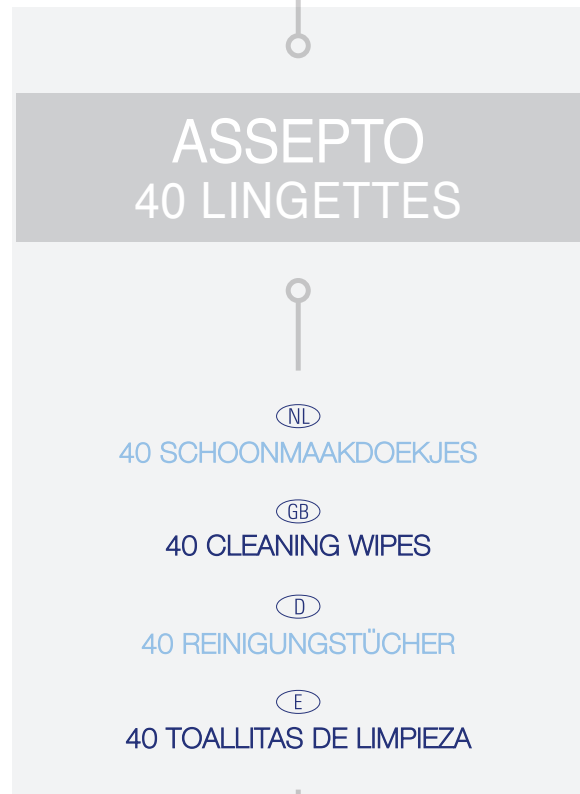 ASSEPTO
40 LINGETTES
NL
40 SCHOONMAAKDOEKJES
GB
40 CLEANING WIPES
D
40 REINIGUNGSTÜCHER
E
40 TOALLITAS DE LIMPIEZA